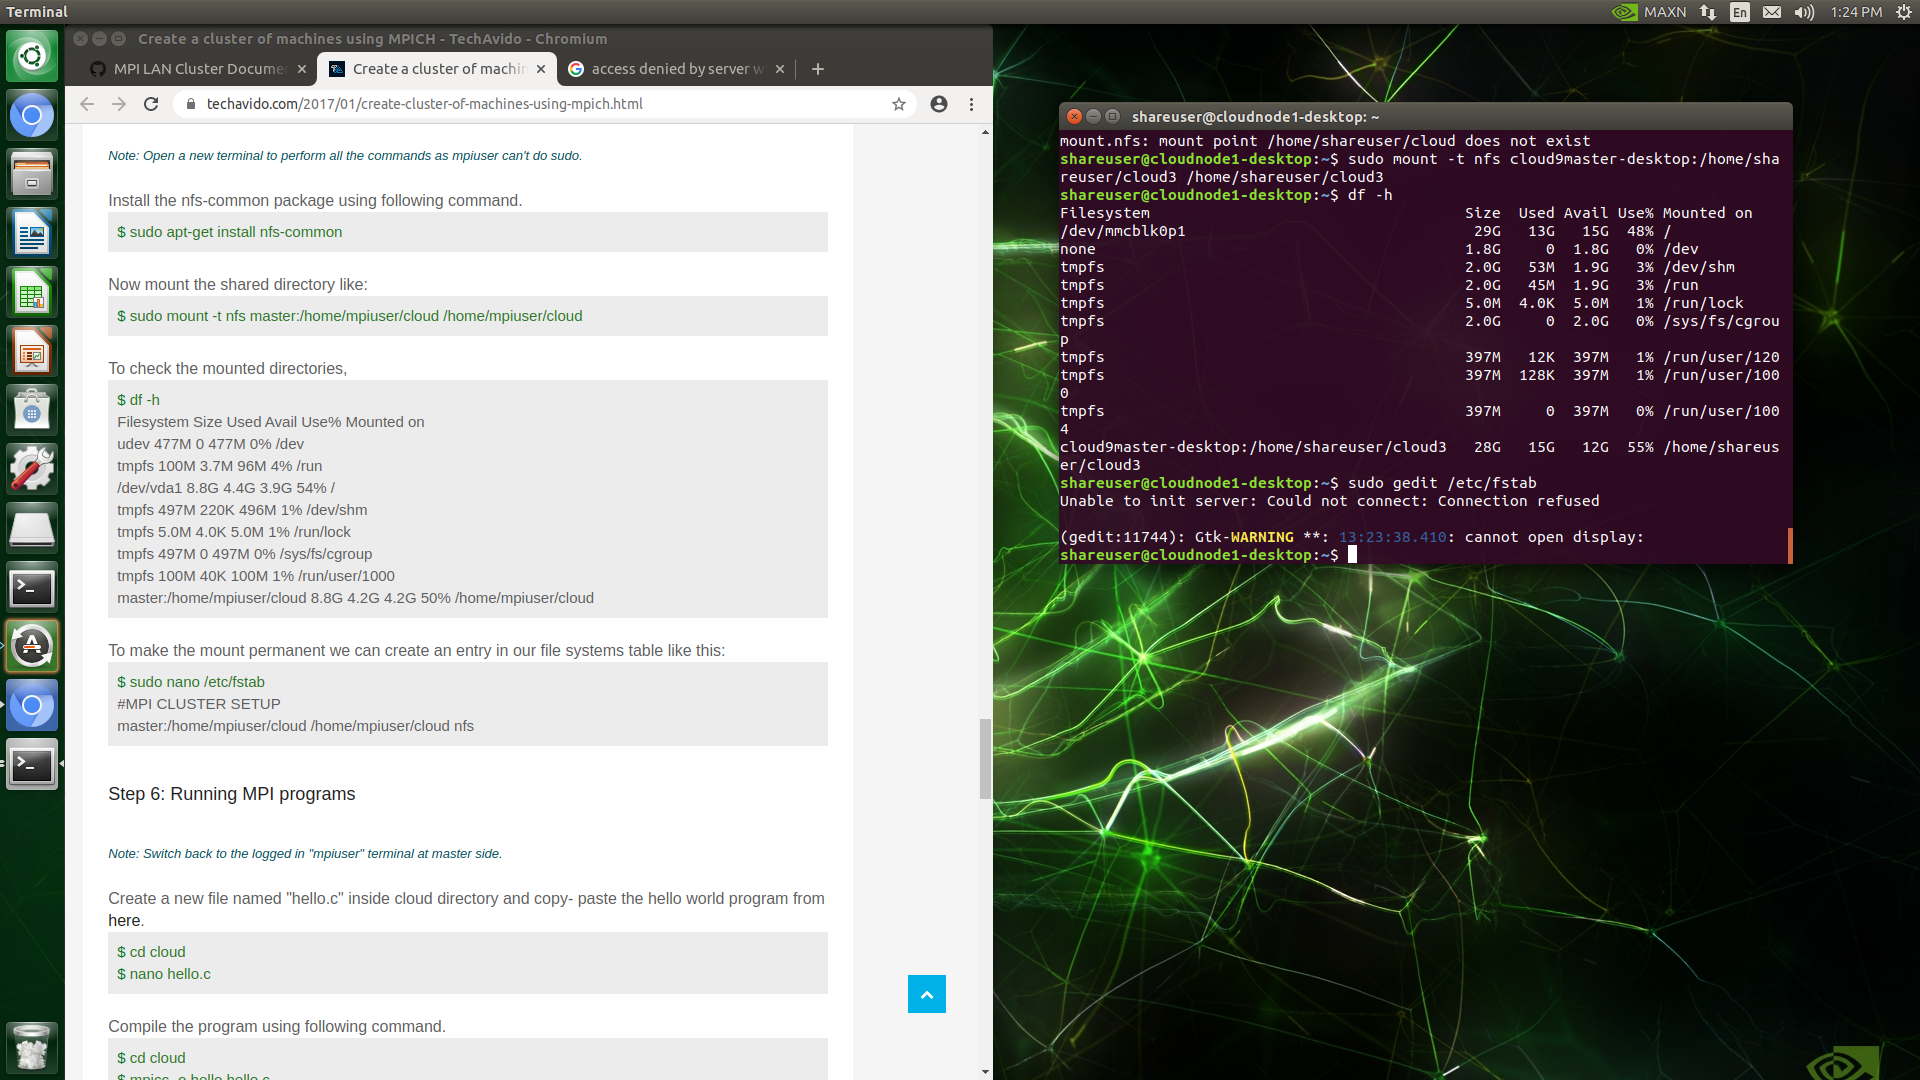 Terminal
MAXN
En
1:24 PM
Create a cluster of machines using MPICH - TechAvido - Chromium
MPI LAN Cluster Docume
Create a cluster of machin
access denied by server w
techavido.com/2017/01/create-cluster-of-machines-using-mpich.html
Note: Open a new terminal to perform all the commands as mpiuser can't do sudo.
Install the nfs-common package using following command.
$ sudo apt-get install nfs-common
Now mount the shared directory like:
$ sudo mount -t nfs master:/home/mpiuser/cloud /home/mpiuser/cloud
To check the mounted directories,
$ df -h
Filesystem Size Used Avail Use% Mounted on
udev 477M 0 477M 0% /dev
tmpfs 100M 3.7M 96M 4% /run
/dev/vda1 8.8G 4.4G 3.9G 54% /
tmpfs 497M 220K 496M 1% /dev/shm
tmpfs 5.0M 4.0K 5.0M 1% /run/lock
tmpfs 497M 0 497M 0% /sys/fs/cgroup
tmpfs 100M 40K 100M 1% /run/user/1000
master:/home/mpiuser/cloud 8.8G 4.2G 4.2G 50% /home/mpiuser/cloud
To make the mount permanent we can create an entry in our file systems table like this:
$ sudo nano /etc/fstab
#MPI CLUSTER SETUP
master:/home/mpiuser/cloud /home/mpiuser/cloud nfs
Step 6: Running MPI programs
Note: Switch back to the logged in "mpiuser" terminal at master side.
Create a new file named "hello.c" inside cloud directory and copy- paste the hello world program from
here.
$ cd cloud
$ nano hello.c
Compile the program using following command.
$ cd cloud
$ mpicc -o hello hello.c
shareuser@cloudnode1-desktop: ~
mount.nfs: mount point /home/shareuser/cloud does not exist
shareuser@cloudnode1-desktop:~$ sudo mount -t nfs cloud9master-desktop:/home/sha
reuser/cloud3 /home/shareuser/cloud3
shareuser@cloudnode1-desktop:~$ df -h
Filesystem Size Used Avail Use% Mounted on
/dev/mmcblk0p1 29G 13G 15G 48% /
none 1.8G 0 1.8G 0% /dev
tmpfs 2.0G 53M 1.9G 3% /dev/shm
tmpfs 2.0G 45M 1.9G 3% /run
tmpfs 5.0M 4.0K 5.0M 1% /run/lock
tmpfs 2.0G 0 2.0G 0% /sys/fs/cgrou
p
tmpfs 397M 12K 397M 1% /run/user/120
tmpfs 397M 128K 397M 1% /run/user/100
0
tmpfs 397M 0 397M 0% /run/user/100
4
cloud9master-desktop:/home/shareuser/cloud3 28G 15G 12G 55% /home/shareus
er/cloud3
shareuser@cloudnode1-desktop:~$ sudo gedit /etc/fstab
Unable to init server: Could not connect: Connection refused
(gedit:11744): Gtk-WARNING **: 13:23:38.410: cannot open display:
shareuser@cloudnode1-desktop:~$